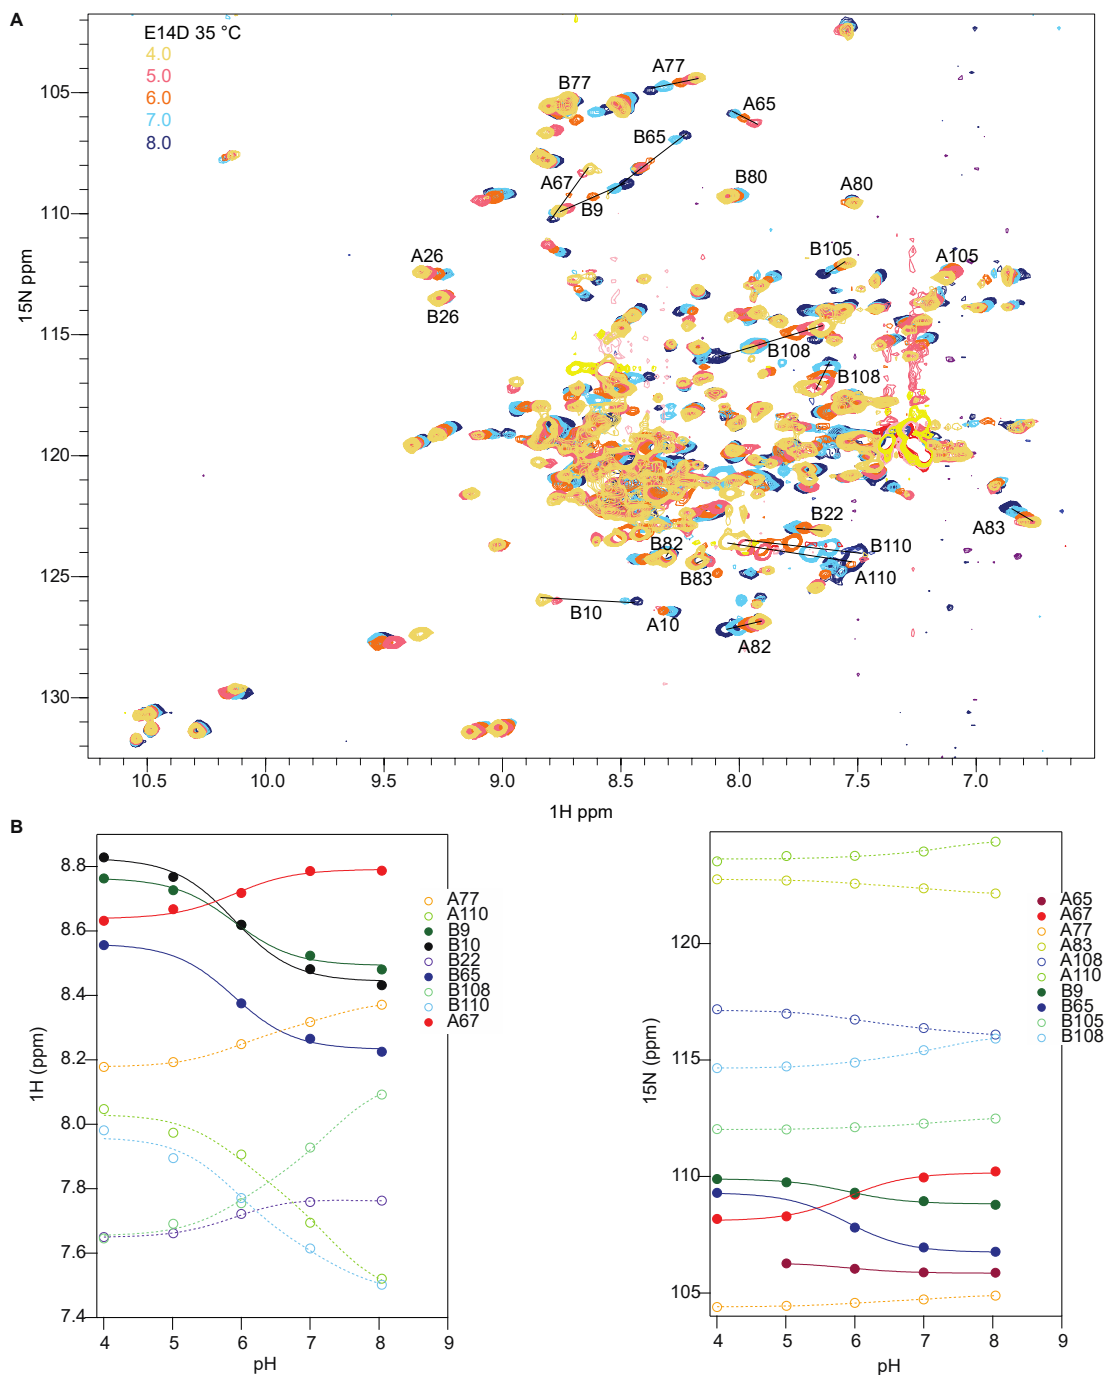 A
E14D 35 °C
4.0
5.0
6.0
7.0
8.0
A77
B77
A65
B65
A67
B9
B80
A80
B105
A105
A26
B26
B108
B108
A83
B22
B82
B83
B110
A110
B10
A10
A82
105
110
115
120
125
130
15N ppm
10.5 10.0 9.5 9.0 8.5 8.0 7.5 7.0
1H ppm
B
8.8
8.6
8.4
8.2
8.0
7.8
7.6
7.4
1H (ppm)
4 5 6 7 8 9
pH
A77
A110
B9
B10
B22
B65
B108
B110
A67
120
115
110
105
15N (ppm)
4 5 6 7 8 9
pH
A65
A67
A77
A83
A108
A110
B9
B65
B105
B108